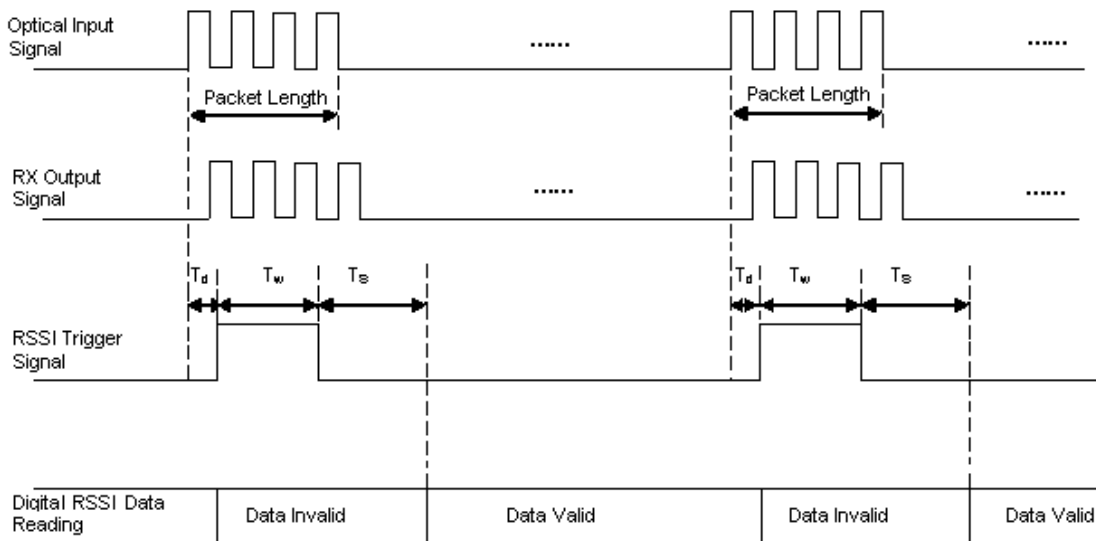 Optical Input
Signal
......
......
Packet Length
Packet Length
RX Output
Signal
......
......
Td
Tw
Ts
Td
Tw
Ts
RSSI Trigger
Signal
Digital RSSI Data
Reading
Data Invalid
Data Valid
Data Invalid
Data Valid